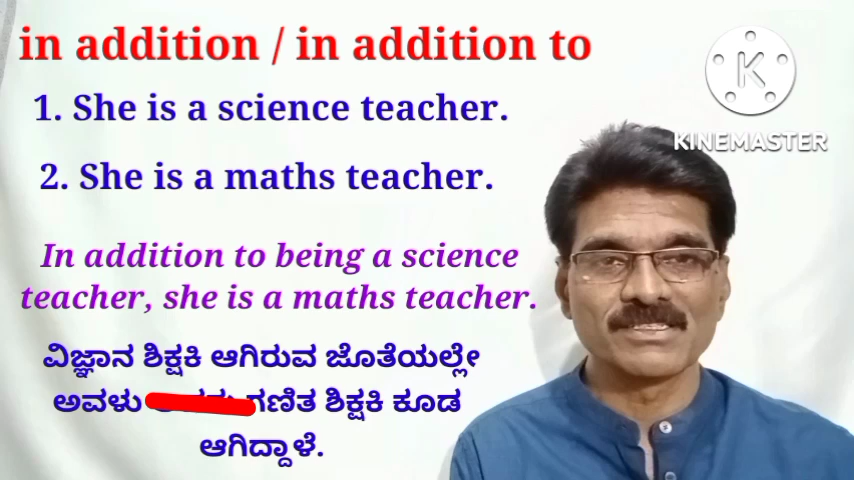 in addition / in addition to
1. She is a science teacher.
2. She is a maths teacher.
In addition to being a science
teacher, she is a maths teacher.
ವಿಜ್ಞಾನ ಶಿಕ್ಷಕಿ ಆಗಿರುವ ಜೊತೆಯಲ್ಲೇ
ಅವಳು ಗಣಿತ ಶಿಕ್ಷಕಿ ಕೂಡ
ಆಗಿದ್ದಾಳೆ.
K
KINEMASTER